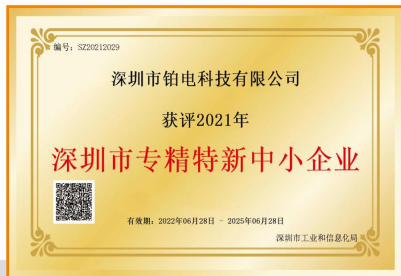 编号：SZ20212029
深圳市铂电科技有限公司
获评2021年
深圳市专精特新中小企业
有效期：2022年06月28日 - 2025年06月28日
深圳市工业和信息化局